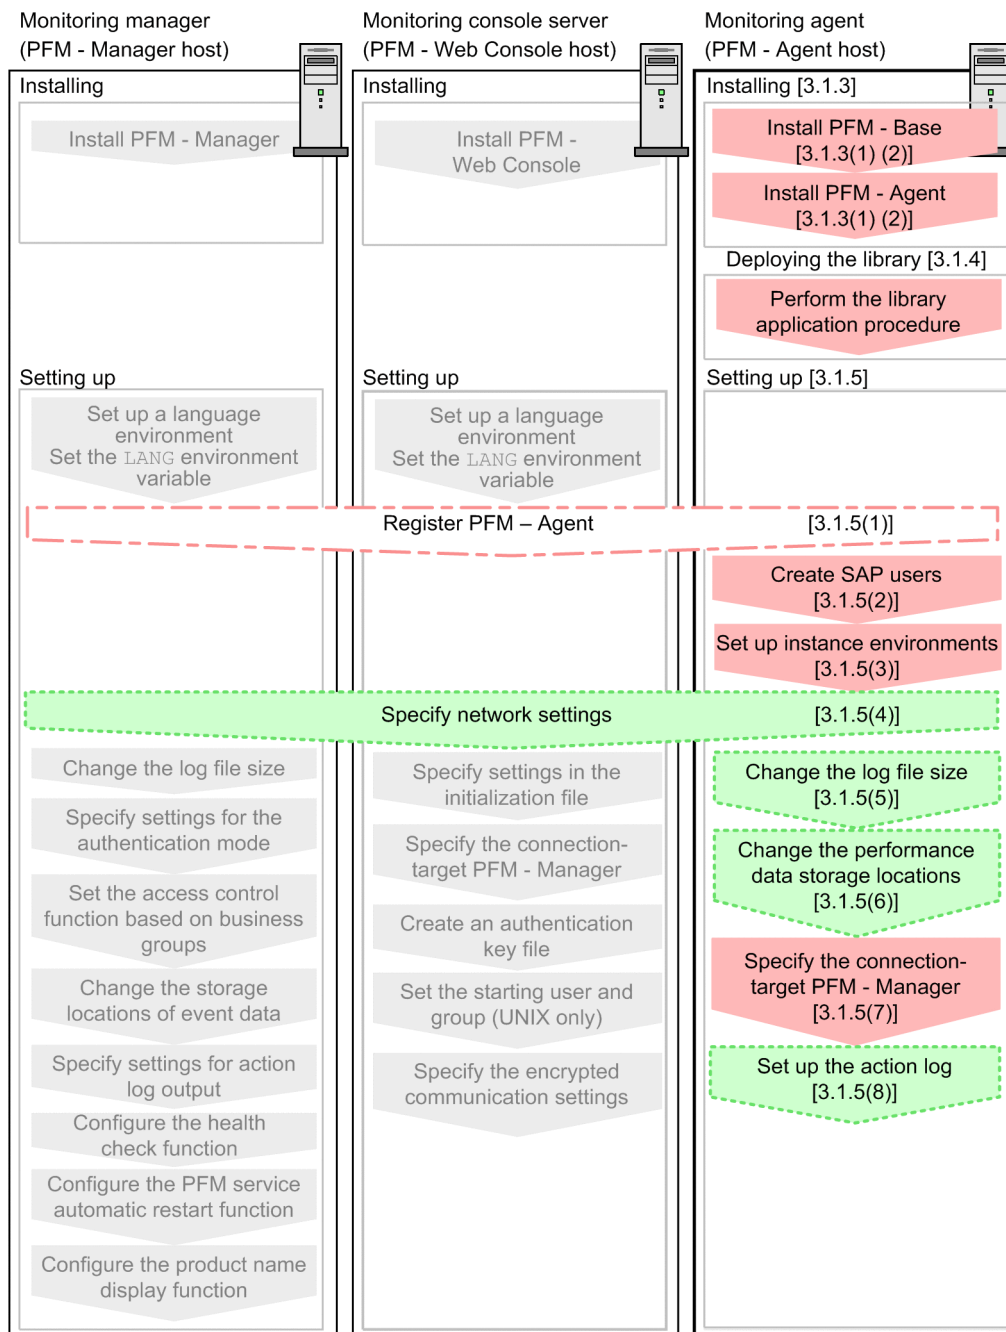 Monitoring manager
(PFM - Manager host)
Installing
Install PFM - Manager
Setting up
Set up a language
environment
Set the LANG environment
variable
Monitoring console server
(PFM - Web Console host)
Installing
Install PFM -
Web Console
Setting up
Set up a language
environment
Set the LANG environment
variable
Monitoring agent
(PFM - Agent host)
Installing [3.1.3]
Install PFM - Base
[3.1.3(1) (2)]
Install PFM - Agent
[3.1.3(1) (2)]
Deploying the library [3.1.4]
Perform the library
application procedure
Setting up [3.1.5]
Register PFM – Agent [3.1.5(1)]
Create SAP users
[3.1.5(2)]
Set up instance environments
[3.1.5(3)]
Specify network settings [3.1.5(4)]
Change the log file size
Specify settings for the
authentication mode
Set the access control
function based on business
groups
Change the storage
locations of event data
Specify settings for action
log output
Configure the health
check function
Configure the PFM service
automatic restart function
Configure the product name
display function
Specify settings in the
initialization file
Specify the connection-
target PFM - Manager
Create an authentication
key file
Set the starting user and
group (UNIX only)
Specify the encrypted
communication settings
Change the log file size
[3.1.5(5)]
Change the performance
data storage locations
[3.1.5(6)]
Specify the connection-
target PFM - Manager
[3.1.5(7)]
Set up the action log
[3.1.5(8)]